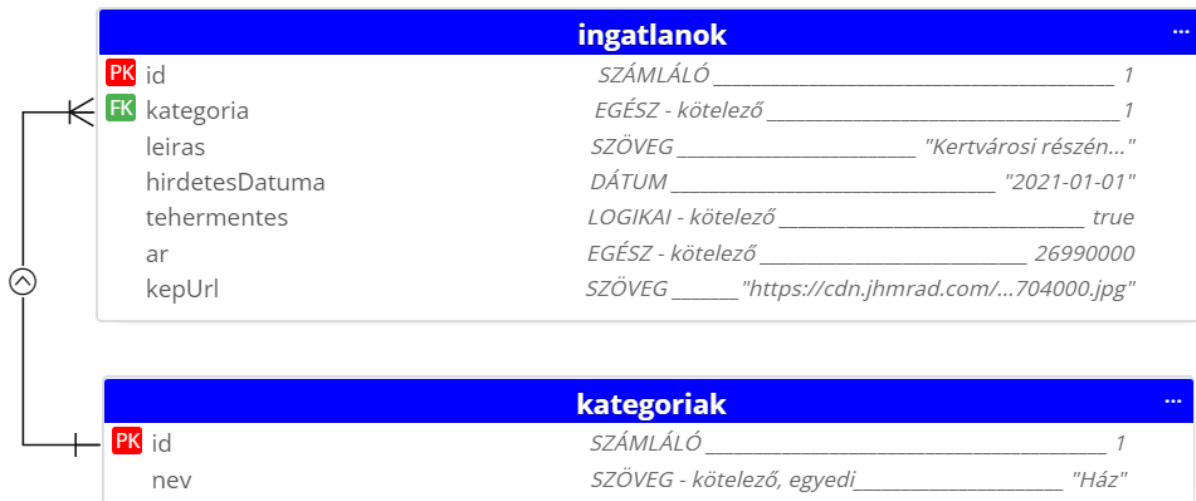 ingatlanok ...
PK id SZÁMLÁLÓ 1
FK kategoria EGÉSZ - kötelező 1
leiras SZÖVEG "Kertvárosi részén..."
hirdetesDatuma DÁTUM "2021-01-01"
tehermentes LOGIKAI - kötelező true
ar EGÉSZ - kötelező 26990000
kepUrl SZÖVEG "https://cdn.jhmrad.com/...704000.jpg"
kategoriak ...
PK id SZÁMLÁLÓ 1
nev SZÖVEG - kötelező, egyedi "Ház"